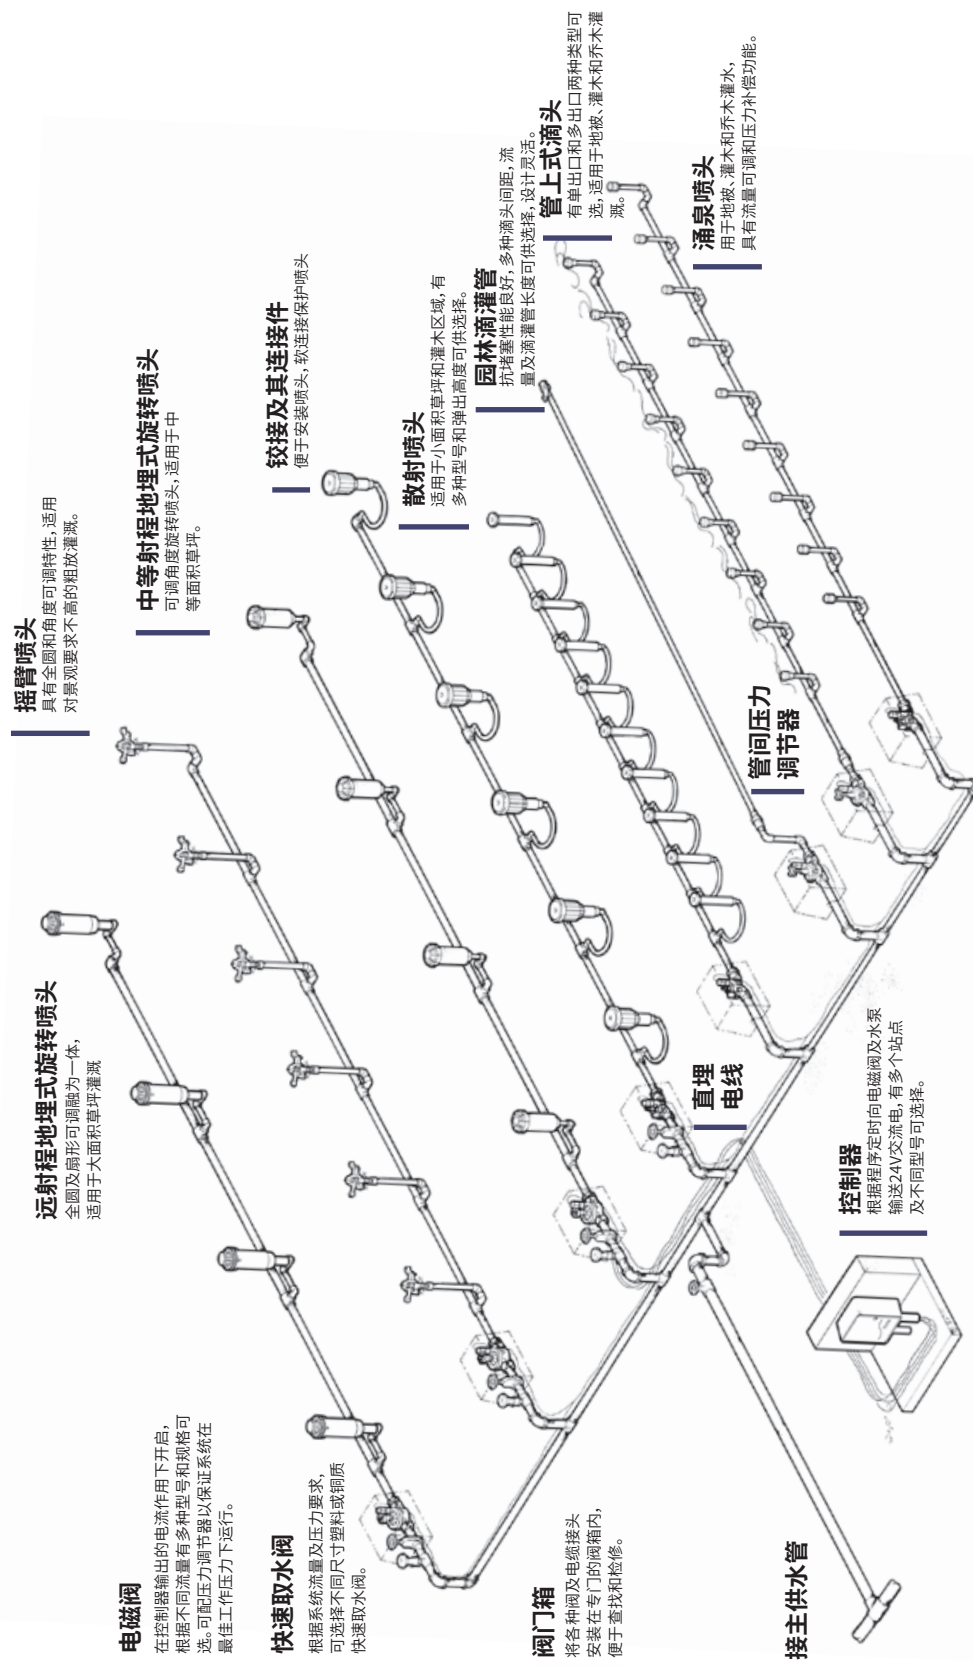 电磁阀
在控制器输出的电流作用下开启,
根据不同流量有多种型号和规格可
选。可配压力调节器以保证系统在
最佳工作压力下运行。
快速取水阀
根据系统流量及压力要求,
可选择不同尺寸塑料或铜质
快速取水阀。
阀门箱
将各种阀及电缆接头
安装在专门的阀箱内,
便于查找和检修。
接主供水管
远射程地埋式旋转喷头
全圆及扇形可调融为一体,
适用于大面积草坪灌溉
摇臂喷头
具有全圆和角度可调特性,适用
对景观要求不高的粗放灌溉。
中等射程地埋式旋转喷头
可调角度旋转喷头,适用于中
等面积草坪。
铰接及其连接件
便于安装喷头,软连接保护喷头
散射喷头
适用于小面积草坪和灌木区域,有
多种型号和弹出高度可供选择。
园林滴灌管
抗堵塞性能良好,多种滴头间距,流
量及滴灌管长度可供选择,设计灵活。
管上式滴头
有单出口和多出口两种类型可
选,适用于地被、灌木和乔木灌
溉。
涌泉喷头
用于地被、灌木和乔木灌水,
具有流量可调和压力补偿功能。
管间压力
调节器
直埋
电线
控制器
根据程序定时向电磁阀及水泵
输送24V交流电,有多个站点
及不同型号可选择。